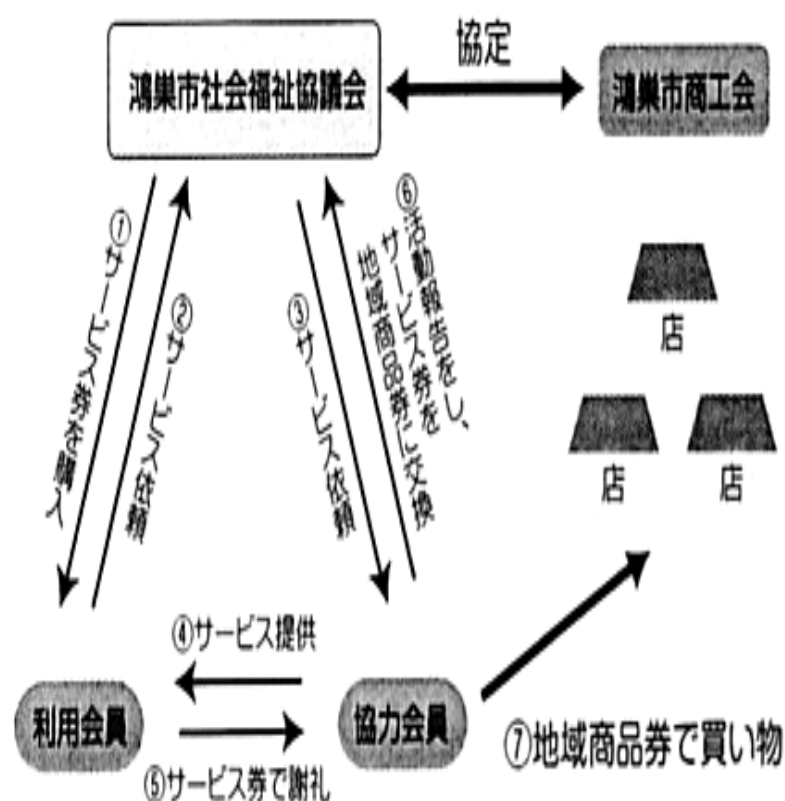 協定
鴻巣市社会福祉協議会
鴻巣市商工会
①サービス券を購入
②サービス依頼
③サービス依頼
⑥活動報告をし、
サービス券を
地域商品券に交換
店
店
店
④サービス提供
利用会員
協力会員
⑤サービス券で謝礼
⑦地域商品券で買い物